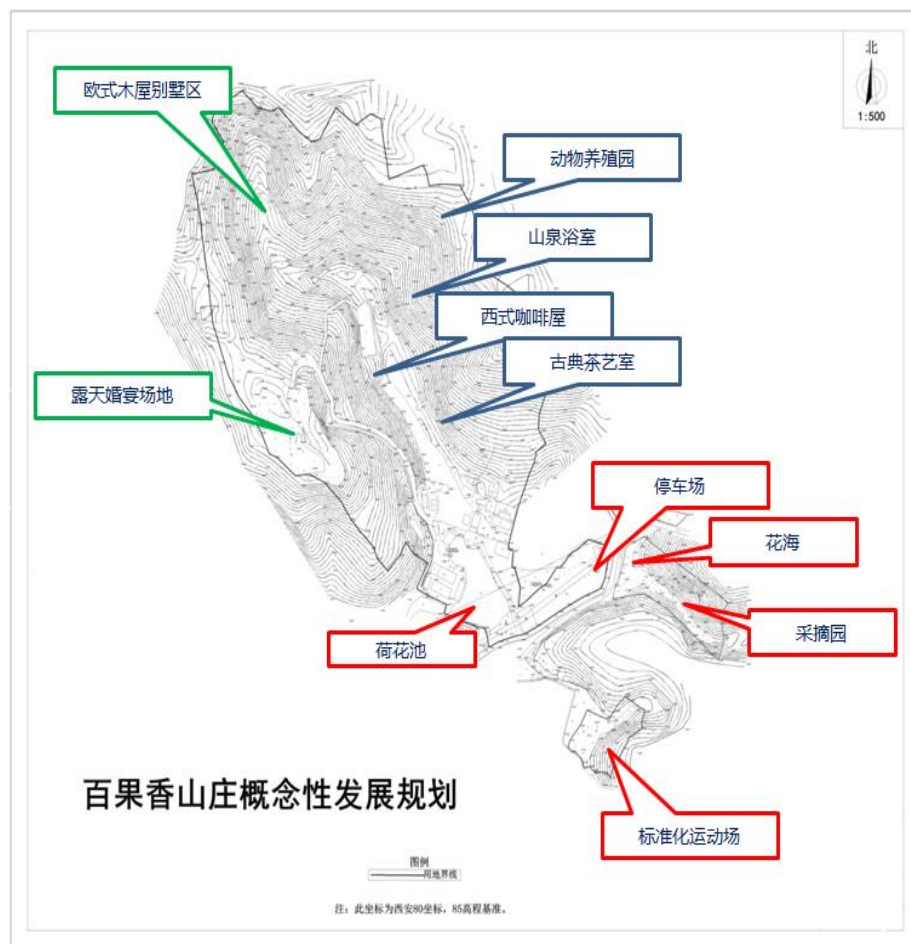 北
1:500
欧式木屋别墅区
动物养殖园
山泉浴室
西式咖啡屋
古典茶艺室
露天婚宴场地
停车场
花海
采摘园
荷花池
标准化运动场
百果香山庄概念性发展规划
图例
用地界线
注：此坐标为西安80坐标，85高程基准。